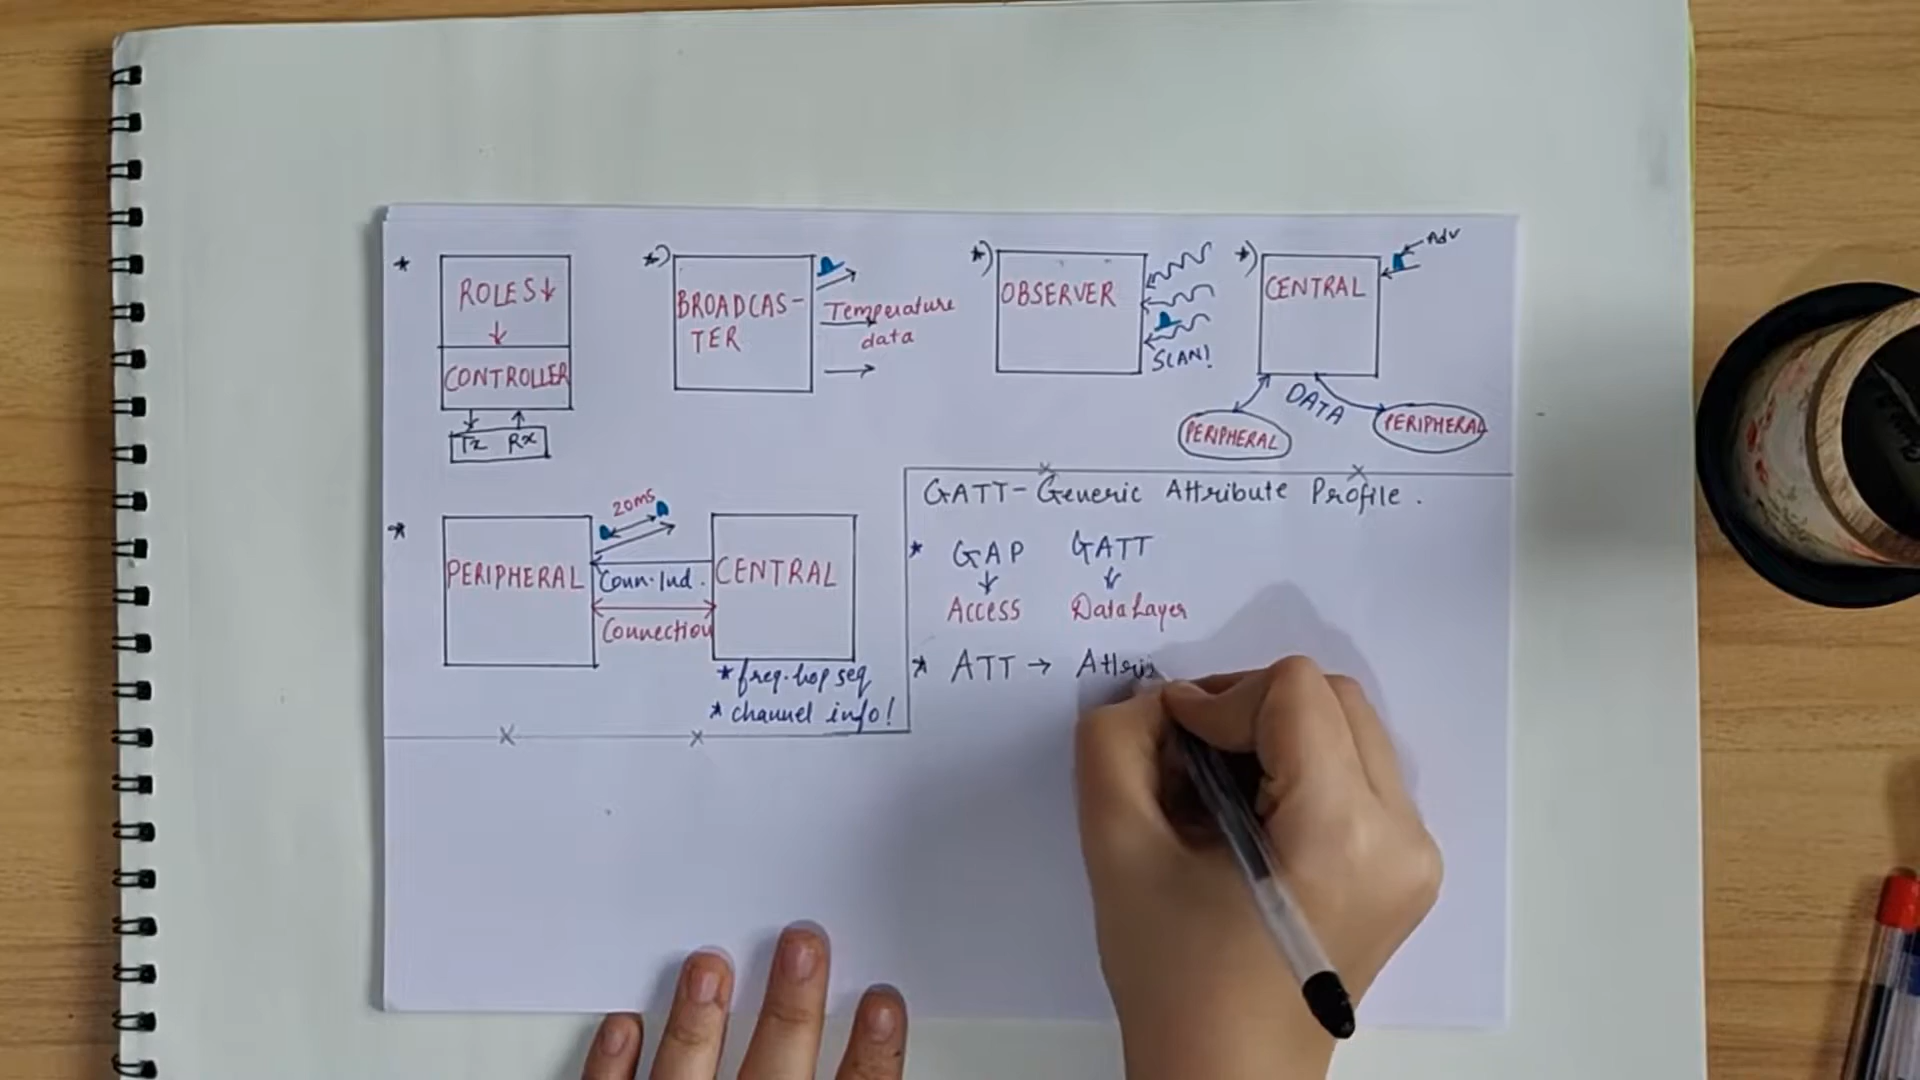 * ROLES↓
↓
CONTROLLER
Tx Rx
*) BROADCAS-
TER
Temperature
data
*) OBSERVER
SCAN!
*) CENTRAL
Adv
DATA
PERIPHERAL
PERIPHERAL
* PERIPHERAL
20ms
Conn.Ind.
Connection
CENTRAL
* freq.hop seq
* channel info!
GATT-Generic Attribute Profile.
* GAP GATT
↓ ↓
Access Data Layer
* ATT → Attri